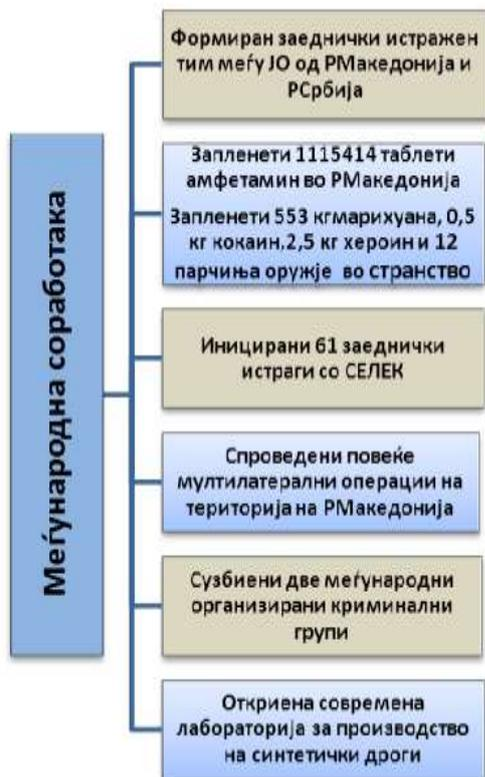 Меѓународна соработака
Формиран заеднички истражен
тим меѓу ЈО од РМакедонија и
РСрбија
Запленети 1115414 таблети
амфетамин во РМакедонија
Запленети 553 кгмарихуана, 0,5
кг кокаин,2,5 кг хероин и 12
парчиња оружје во странство
Иницирани 61 заеднички
истраги со СЕЛЕК
Спроведени повеќе
мултилатерални операции на
територија на РМакедонија
Сузбиени две меѓународни
организирани криминални
групи
Откриена современа
лабораторија за производство
на синтетички дроги